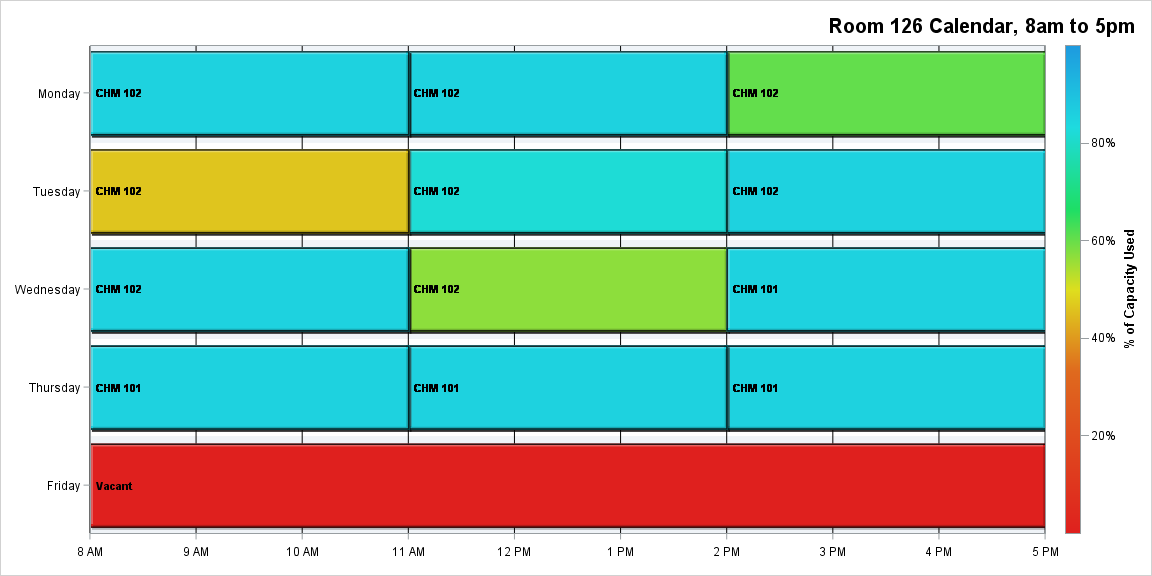 Room 126 Calendar, 8am to 5pm
Monday
CHM 102
CHM 102
CHM 102
Tuesday
CHM 102
CHM 102
CHM 102
Wednesday
CHM 102
CHM 102
CHM 101
Thursday
CHM 101
CHM 101
CHM 101
Friday
Vacant
8 AM
9 AM
10 AM
11 AM
12 PM
1 PM
2 PM
3 PM
4 PM
5 PM
80%
60%
40%
20%
% of Capacity Used